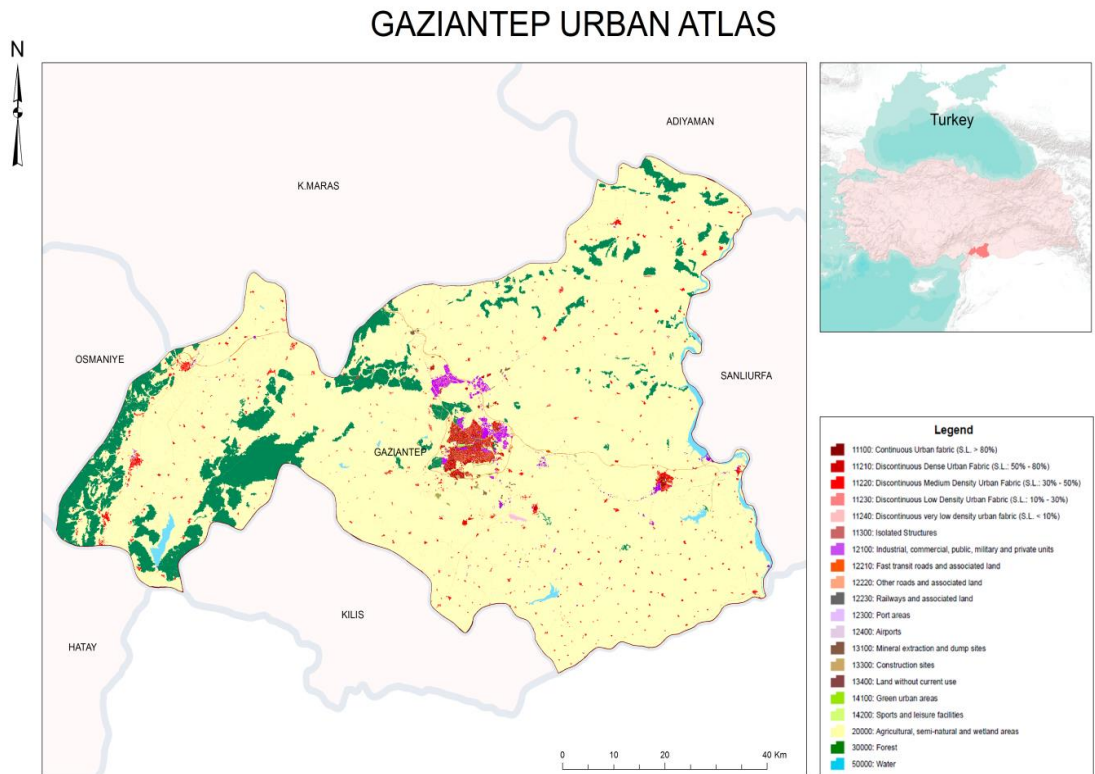 GAZIANTEP URBAN ATLAS
N
ADIYAMAN
K.MARAS
OSMANIYE
SANLIURFA
GAZIANTEP
KILIS
HATAY
0 10 20 40 Km
Turkey
Legend
11100: Continuous Urban fabric (S.L. > 80%)
11210: Discontinuous Dense Urban Fabric (S.L.: 50% - 80%)
11220: Discontinuous Medium Density Urban Fabric (S.L.: 30% - 50%)
11230: Discontinuous Low Density Urban Fabric (S.L.: 10% - 30%)
11240: Discontinuous very low density urban fabric (S.L. < 10%)
11300: Isolated Structures
12100: Industrial, commercial, public, military and private units
12210: Fast transit roads and associated land
12220: Other roads and associated land
12230: Railways and associated land
12300: Port areas
12400: Airports
13100: Mineral extraction and dump sites
13300: Construction sites
13400: Land without current use
14100: Green urban areas
14200: Sports and leisure facilities
20000: Agricultural, semi-natural and wetland areas
30000: Forest
50000: Water